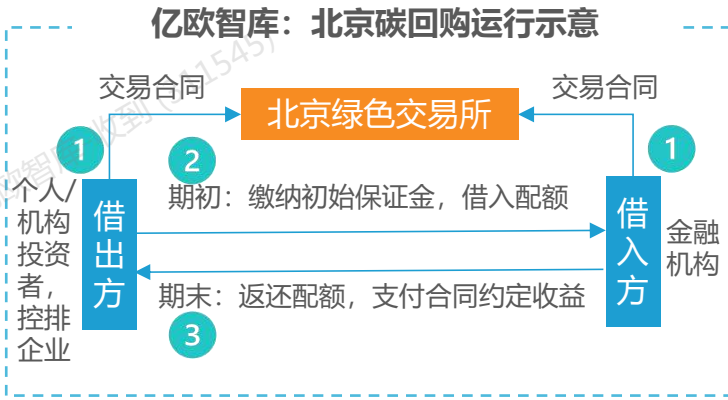 亿欧智库：北京碳回购运行示意
交易合同
北京绿色交易所
交易合同
1
1
2
期初：缴纳初始保证金，借入配额
个人/
机构
投资
者，
控排
企业
借
出
方
借
入
方
金融
机构
期末：返还配额，支付合同约定收益
3